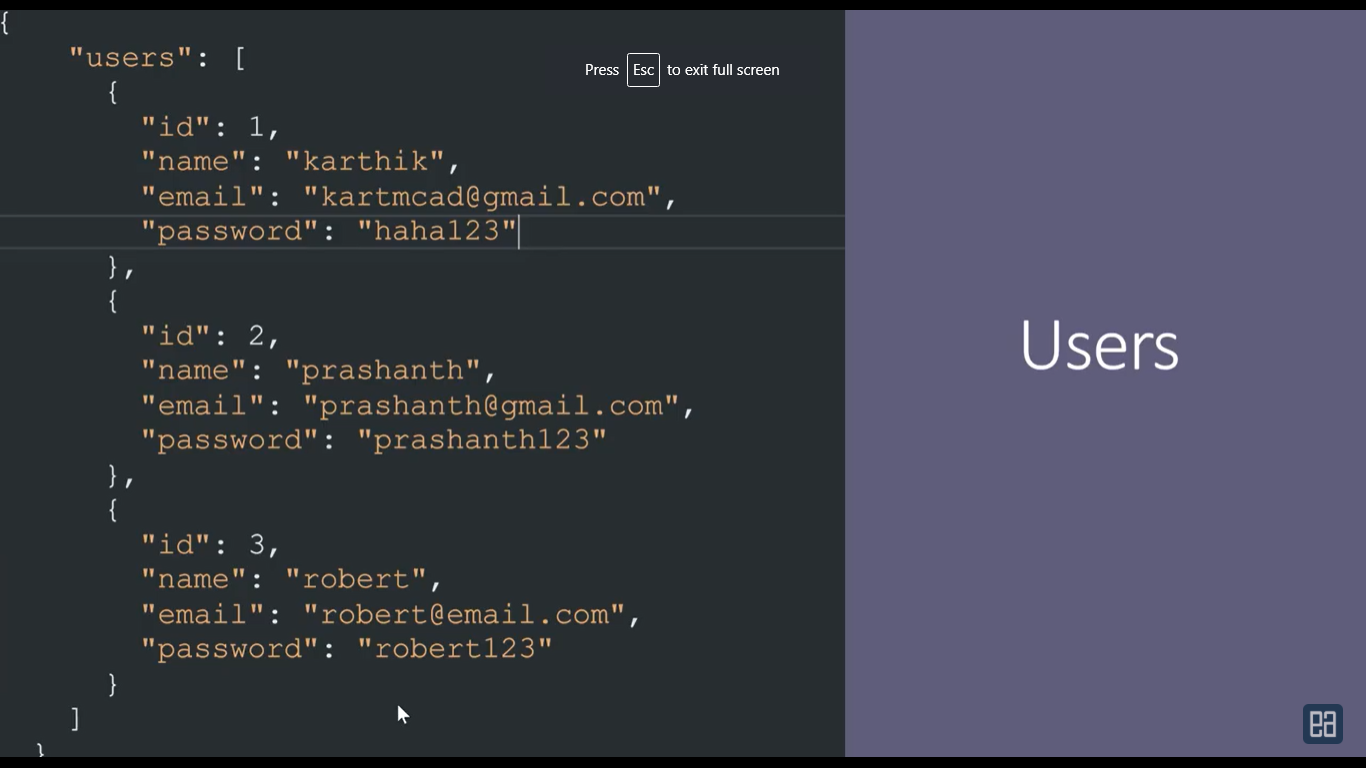 {
"users": [
{
"id": 1,
"name": "karthik",
"email": "kartmcad@gmail.com",
"password": "haha123"
},
{
"id": 2,
"name": "prashanth",
"email": "prashanth@gmail.com",
"password": "prashanth123"
},
{
"id": 3,
"name": "robert",
"email": "robert@email.com",
"password": "robert123"
}
]
}
Press Esc to exit full screen
Users
ea